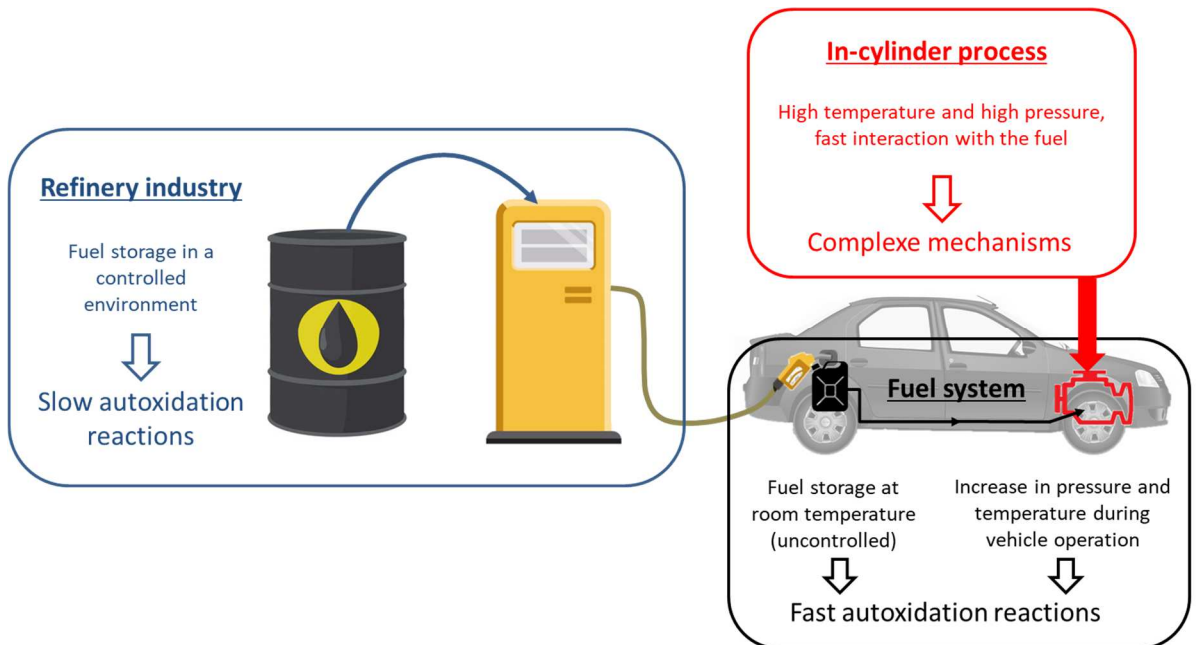 Refinery industry
Fuel storage in a
controlled
environment
Slow autoxidation
reactions
In-cylinder process
High temperature and high pressure,
fast interaction with the fuel
Complexe mechanisms
Fuel system
Fuel storage at
room temperature
(uncontrolled)
Increase in pressure and
temperature during
vehicle operation
Fast autoxidation reactions